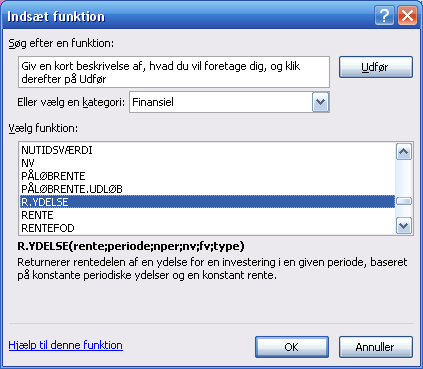 Indsæt funktion
Søg efter en funktion:
Giv en kort beskrivelse af, hvad du vil foretage dig, og klik
derefter på Udfør
Udfør
Eller vælg en kategori: Finansiel
Vælg funktion:
NUTIDSVÆRDI
NV
PÅLØBRENTE
PÅLØBRENTE.UDLØB
R.YDELSE
RENTE
RENTEFOD
R.YDELSE(rente;periode;nper;nv;fv;type)
Returnerer rentedelen af en ydelse for en investering i en given periode, baseret
på konstante periodiske ydelser og en konstant rente.
Hjælp til denne funktion
OK
Annuller